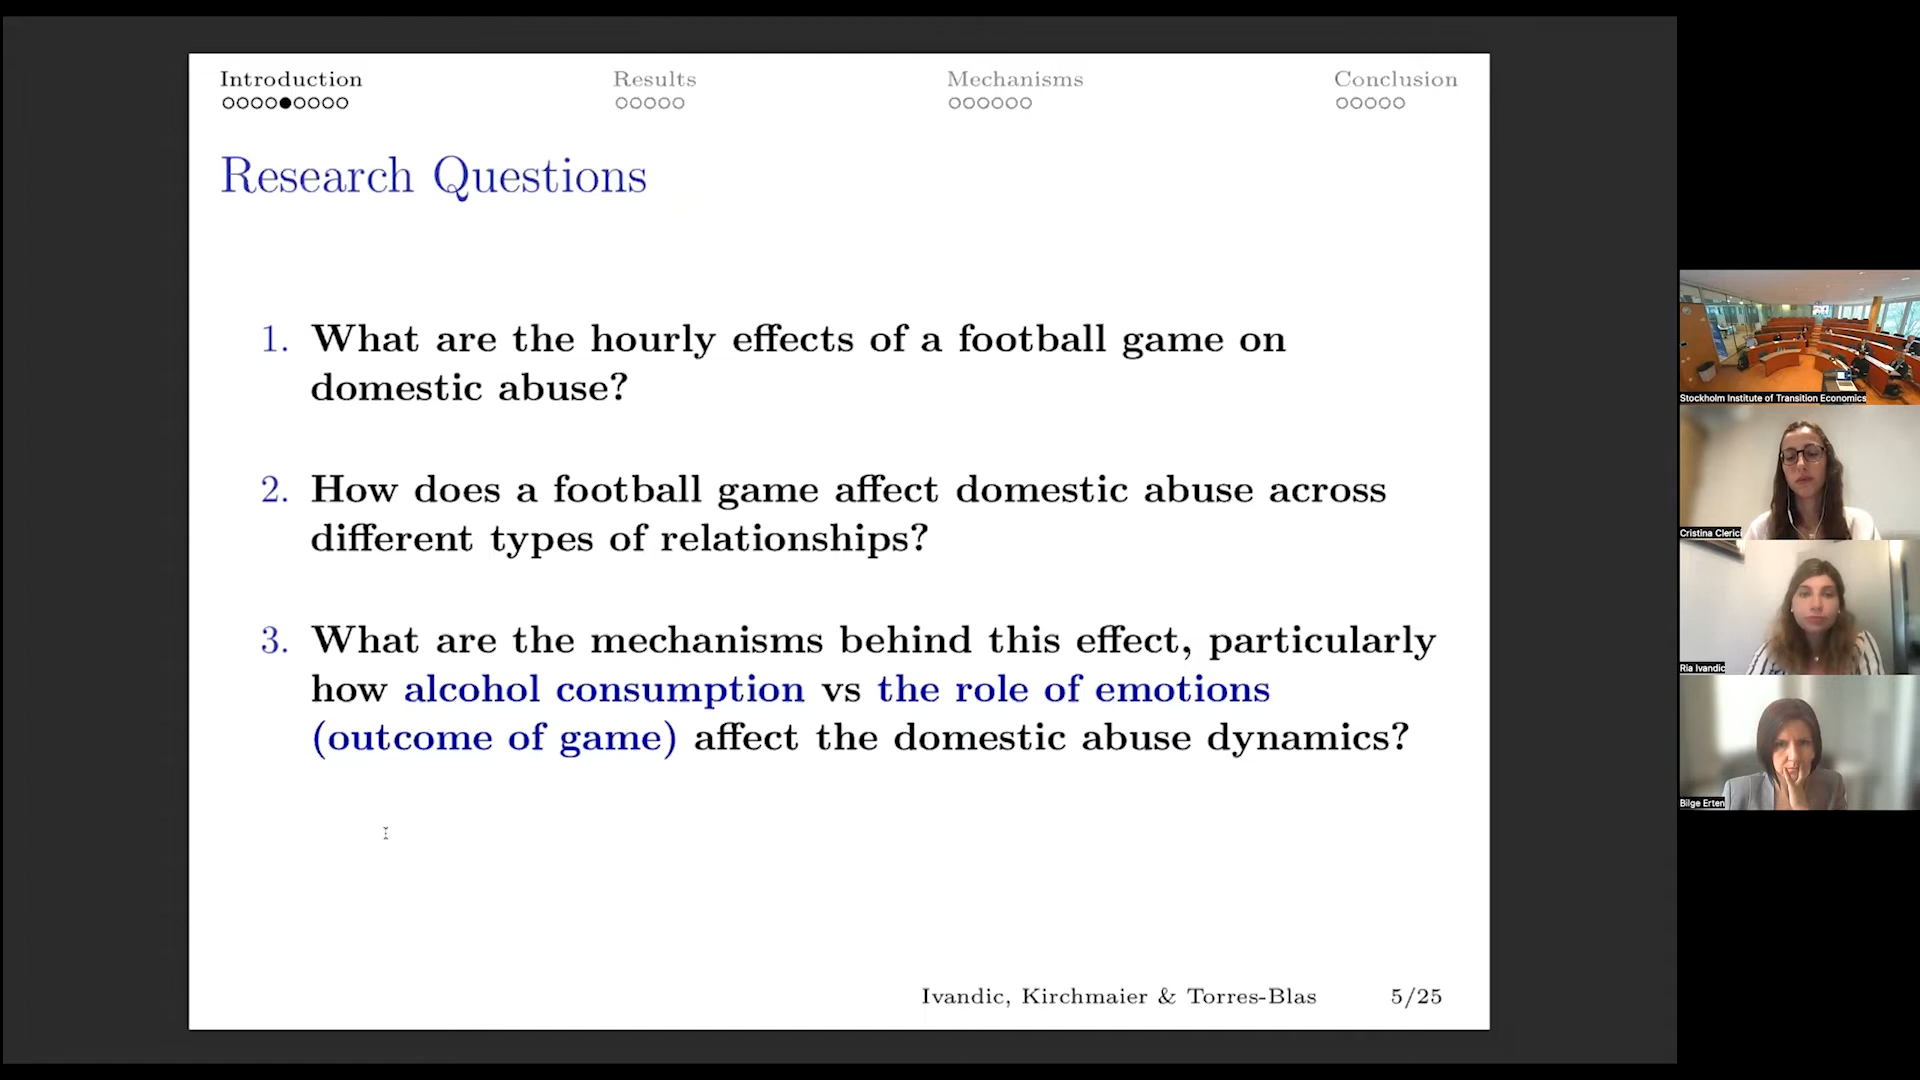 Introduction
Results
Mechanisms
Conclusion
Research Questions
1. What are the hourly effects of a football game on
domestic abuse?
2. How does a football game affect domestic abuse across
different types of relationships?
3. What are the mechanisms behind this effect, particularly
how alcohol consumption vs the role of emotions
(outcome of game) affect the domestic abuse dynamics?
Ivandic, Kirchmaier & Torres-Blas
5/25
Stockholm Institute of Transition Economics
Cristina Clerici
Ria Ivandic
Bilge Erten